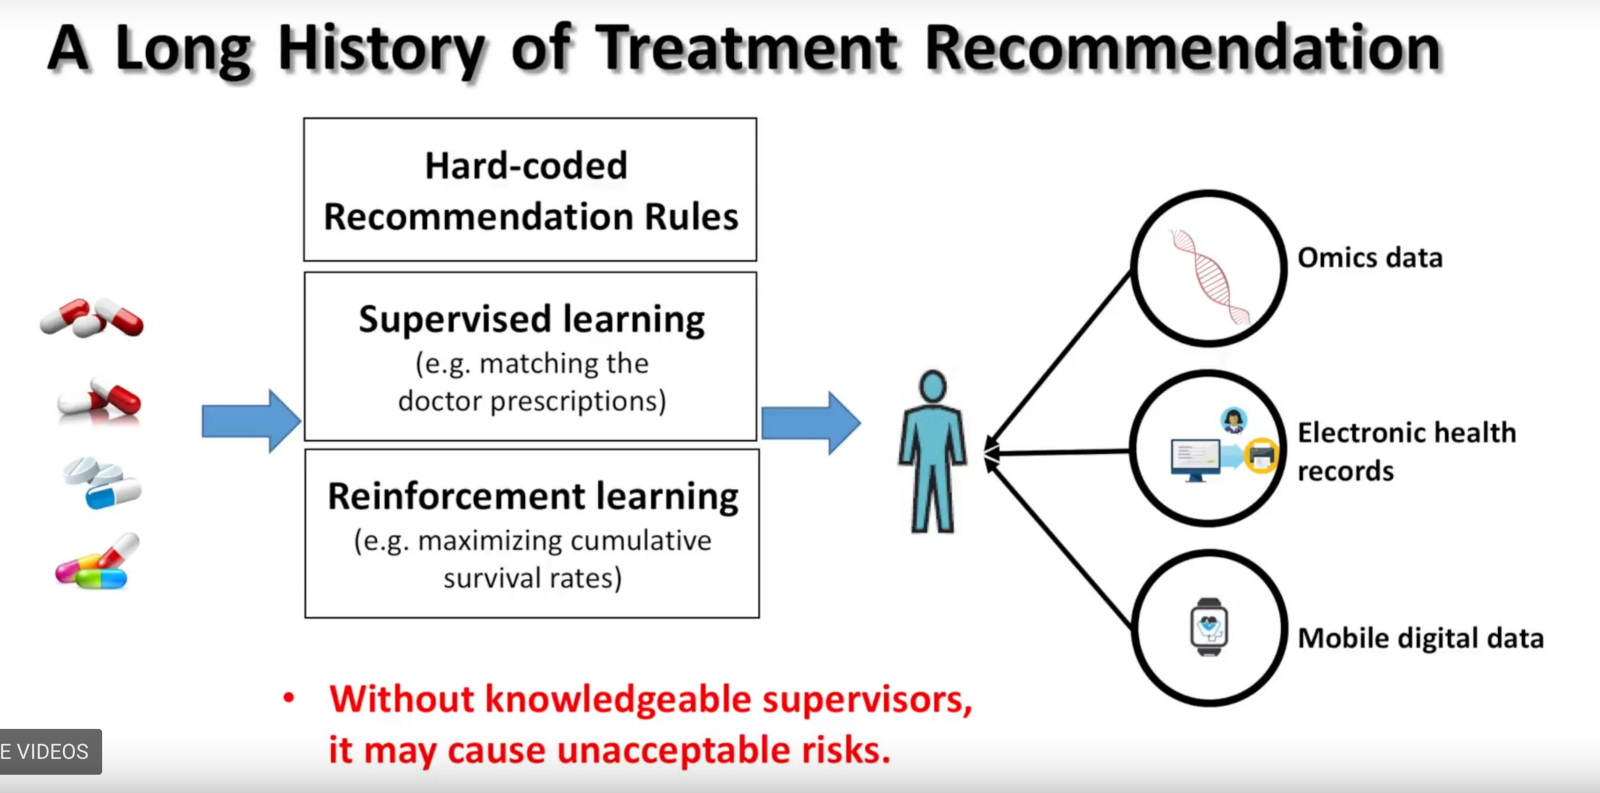 A Long History of Treatment Recommendation
Hard-coded
Recommendation Rules
Supervised learning
(e.g. matching the
doctor prescriptions)
Reinforcement learning
(e.g. maximizing cumulative
survival rates)
Omics data
Electronic health
records
Mobile digital data
• Without knowledgeable supervisors,
it may cause unacceptable risks.
E VIDEOS